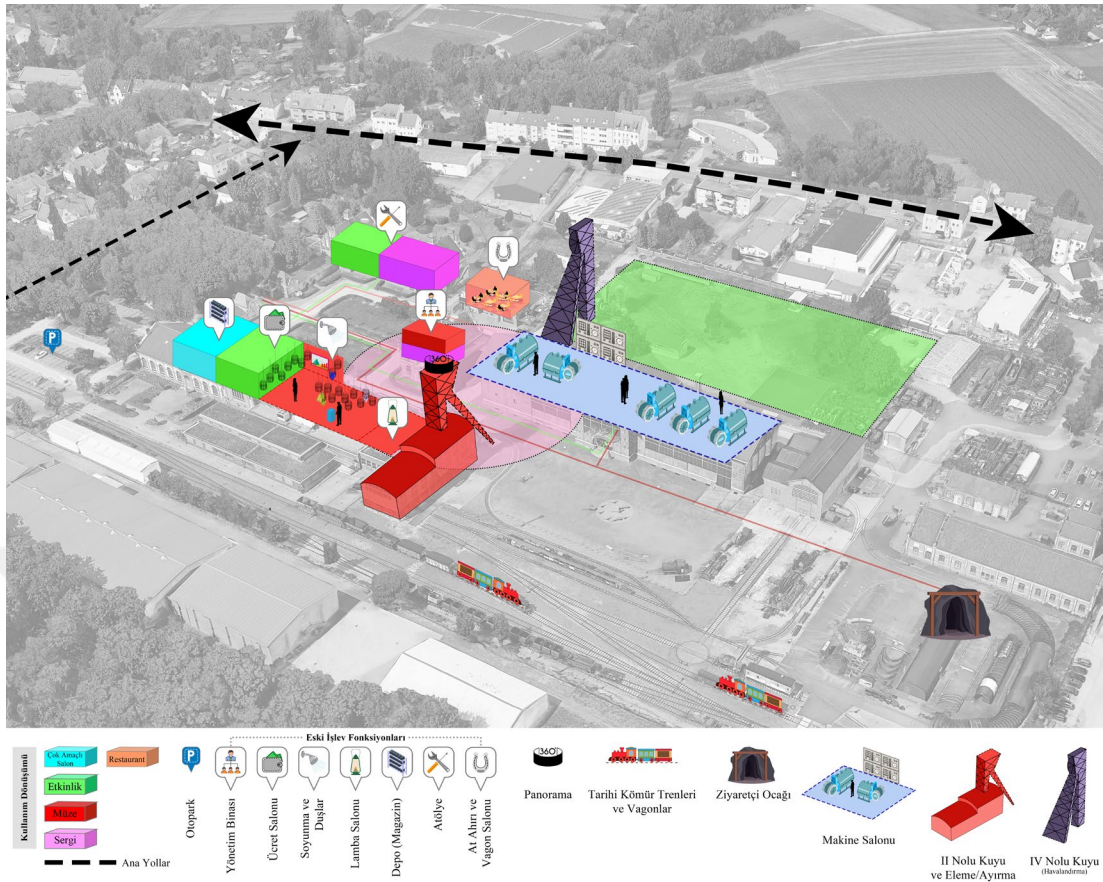 360°
P
Kullanım Dönüşümü
Çok Amaçlı
Salon
Restaurant
Etkinlik
Müze
Sergi
Ana Yollar
P
Otopark
Eski İşlev Fonksiyonları
Yönetim Binası
Ücret Salonu
Soyunma ve
Duşlar
Lamba Salonu
Depo (Magazin)
Atölye
At Ahırı ve
Vagon Salonu
360°
Panorama
Tarihi Kömür Trenleri
ve Vagonlar
Ziyaretçi Ocağı
Makine Salonu
II Nolu Kuyu
ve Eleme/Ayırma
IV Nolu Kuyu
(Havalandırma)